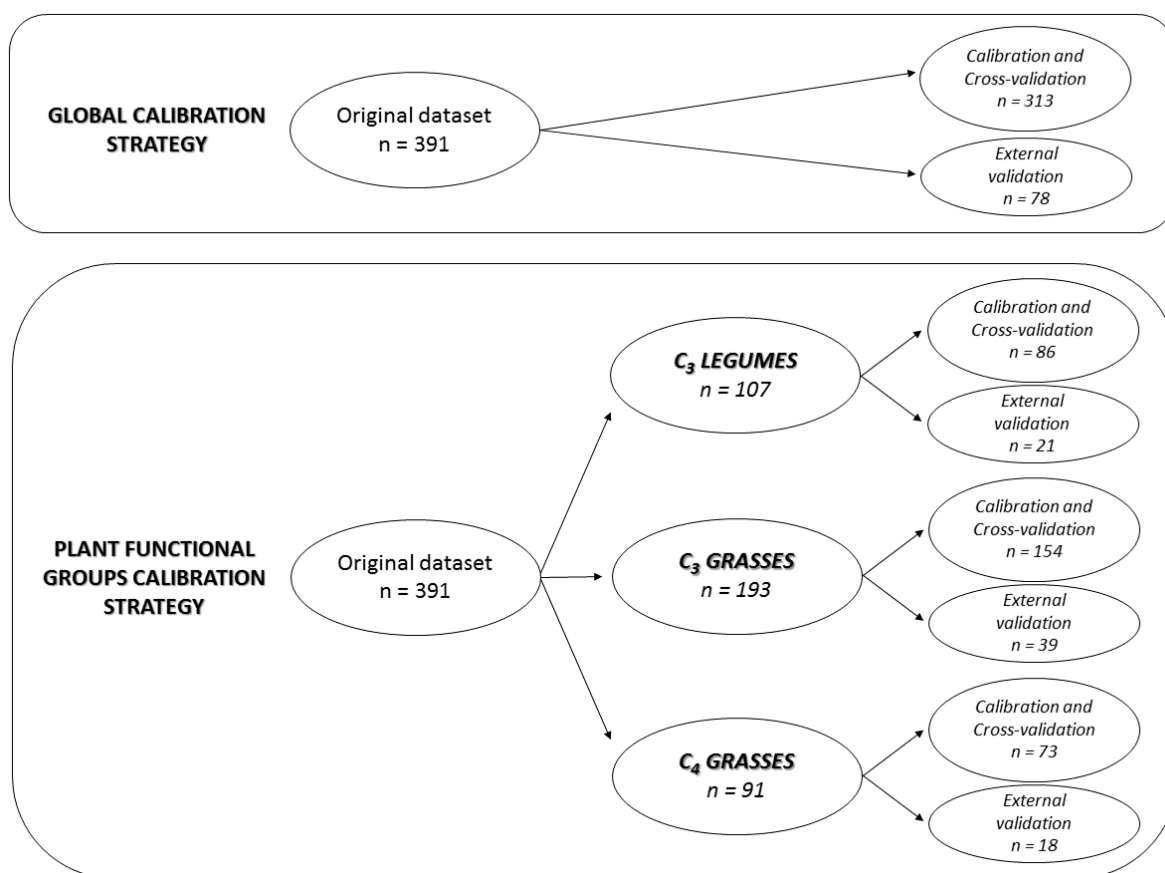 GLOBAL CALIBRATION
STRATEGY
Original dataset
n = 391
Calibration and
Cross-validation
n = 313
External
validation
n = 78
PLANT FUNCTIONAL
GROUPS CALIBRATION
STRATEGY
Original dataset
n = 391
C₃ LEGUMES
n = 107
Calibration and
Cross-validation
n = 86
External
validation
n = 21
C₃ GRASSES
n = 193
Calibration and
Cross-validation
n = 154
External
validation
n = 39
C₄ GRASSES
n = 91
Calibration and
Cross-validation
n = 73
External
validation
n = 18